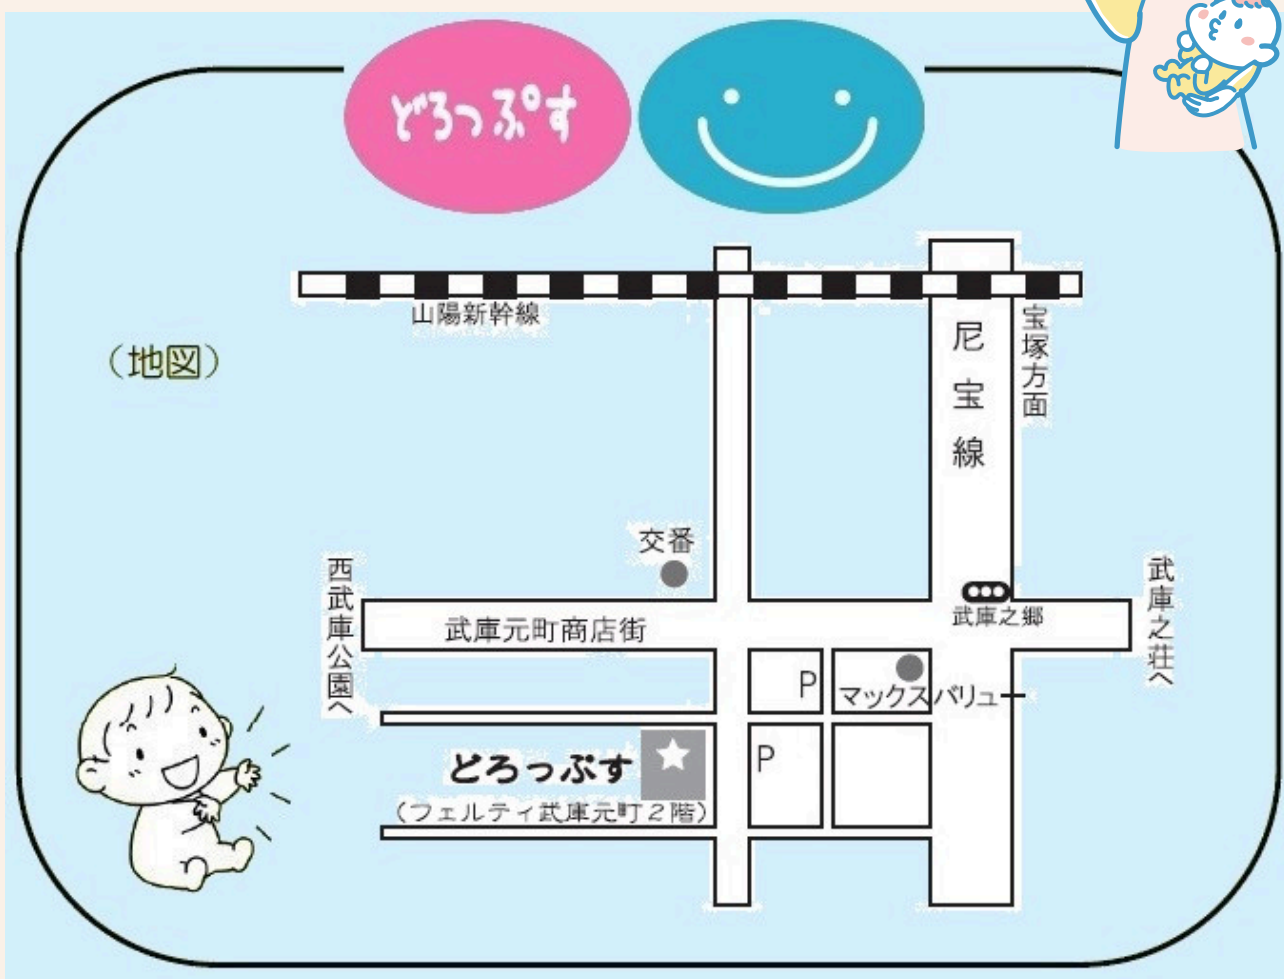 どろっぷす
山陽新幹線
（地図）
尼宝線
宝塚方面
交番
西武庫公園へ
武庫元町商店街
武庫之郷
武庫之荘へ
P
マックスバリュー
どろっぷす
P
（フェルティ武庫元町２階）